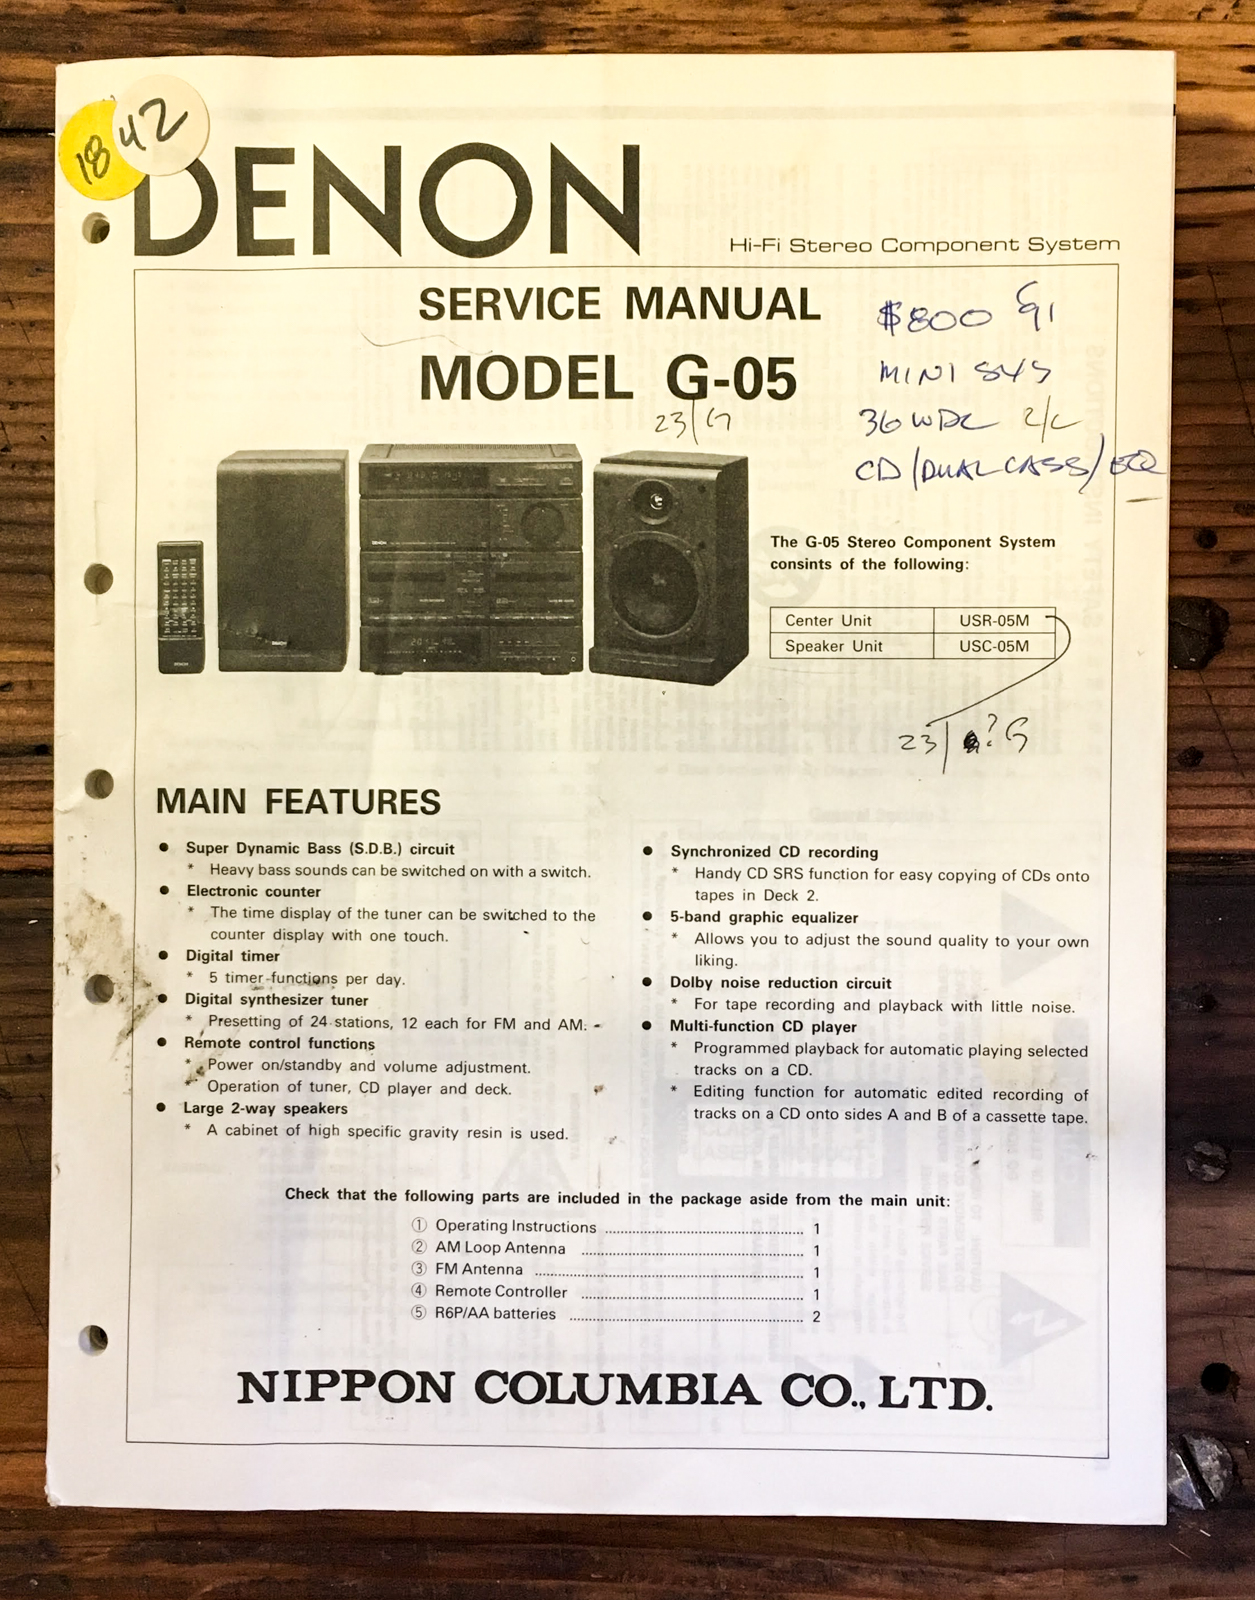 1842
DENON
Hi-Fi Stereo Component System
SERVICE MANUAL
MODEL G-05
$800 91
MINI SYS
36 WDC 2/C
CD/DUAL CASS/EQ
23/G
DENON
DENON
DENON
The G-05 Stereo Component System
consists of the following:
Center Unit USR-05M
Speaker Unit USC-05M
23/ ? G
MAIN FEATURES
● Super Dynamic Bass (S.D.B.) circuit
* Heavy bass sounds can be switched on with a switch.
● Electronic counter
* The time display of the tuner can be switched to the
counter display with one touch.
● Digital timer
* 5 timer functions per day.
● Digital synthesizer tuner
* Presetting of 24 stations, 12 each for FM and AM.
● Remote control functions
* Power on/standby and volume adjustment.
* Operation of tuner, CD player and deck.
● Large 2-way speakers
* A cabinet of high specific gravity resin is used.
● Synchronized CD recording
* Handy CD SRS function for easy copying of CDs onto
tapes in Deck 2.
● 5-band graphic equalizer
* Allows you to adjust the sound quality to your own
liking.
● Dolby noise reduction circuit
* For tape recording and playback with little noise.
● Multi-function CD player
* Programmed playback for automatic playing selected
tracks on a CD.
* Editing function for automatic edited recording of
tracks on a CD onto sides A and B of a cassette tape.
Check that the following parts are included in the package aside from the main unit:
① Operating Instructions 1
② AM Loop Antenna 1
③ FM Antenna 1
④ Remote Controller 1
⑤ R6P/AA batteries 2
NIPPON COLUMBIA CO., LTD.